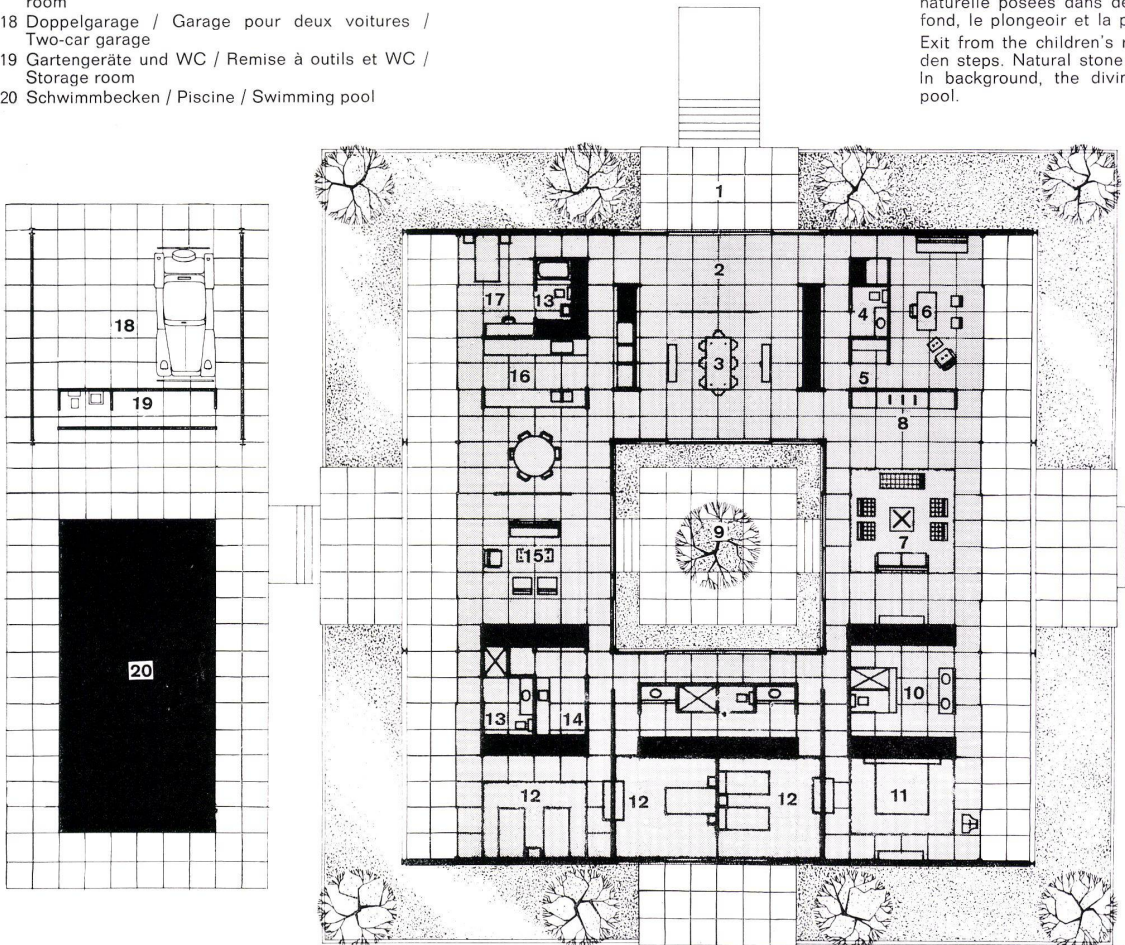 room
18 Doppelgarage / Garage pour deux voitures /
Two-car garage
19 Gartengeräte und WC / Remise à outils et WC /
Storage room
20 Schwimmbecken / Piscine / Swimming pool
naturelle posées dans de
fond, le plongeoir et la p
Exit from the children's r
den steps. Natural stone
In background, the divin
pool.
1
2
17
13
4
6
18
3
16
5
19
8
9
7
15
20
10
13
14
12
12
12
11